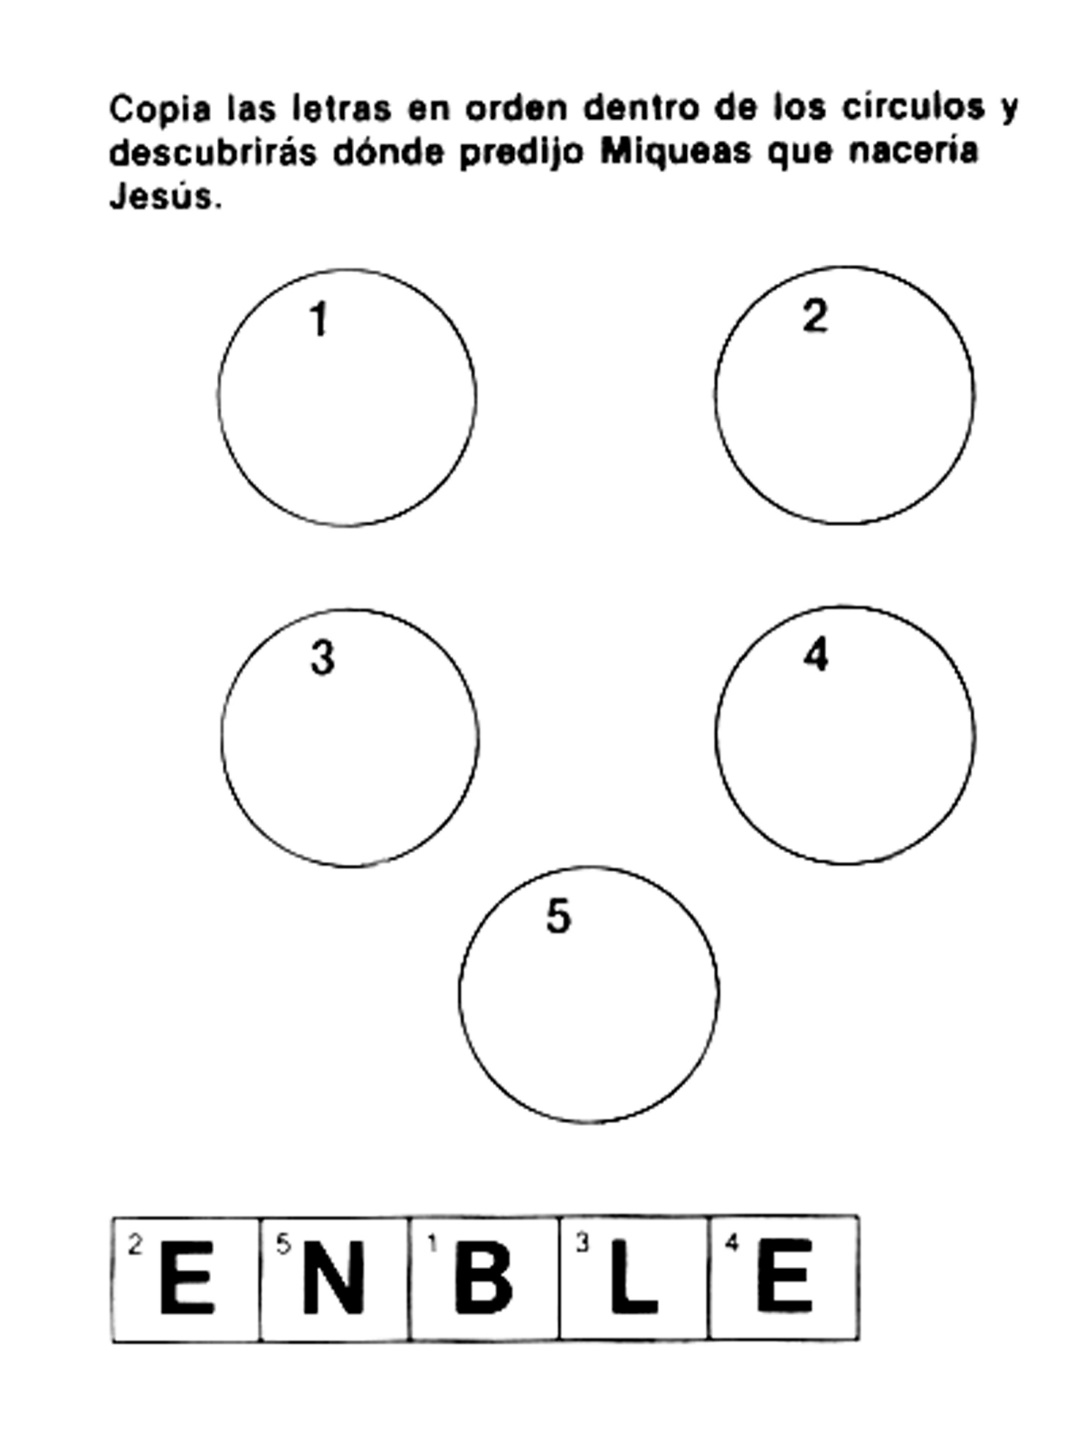 Copia las letras en orden dentro de los círculos y
descubrirás dónde predijo Miqueas que nacería
Jesús.
1 2
3 4
5
2 E 5 N 1 B 3 L 4 E